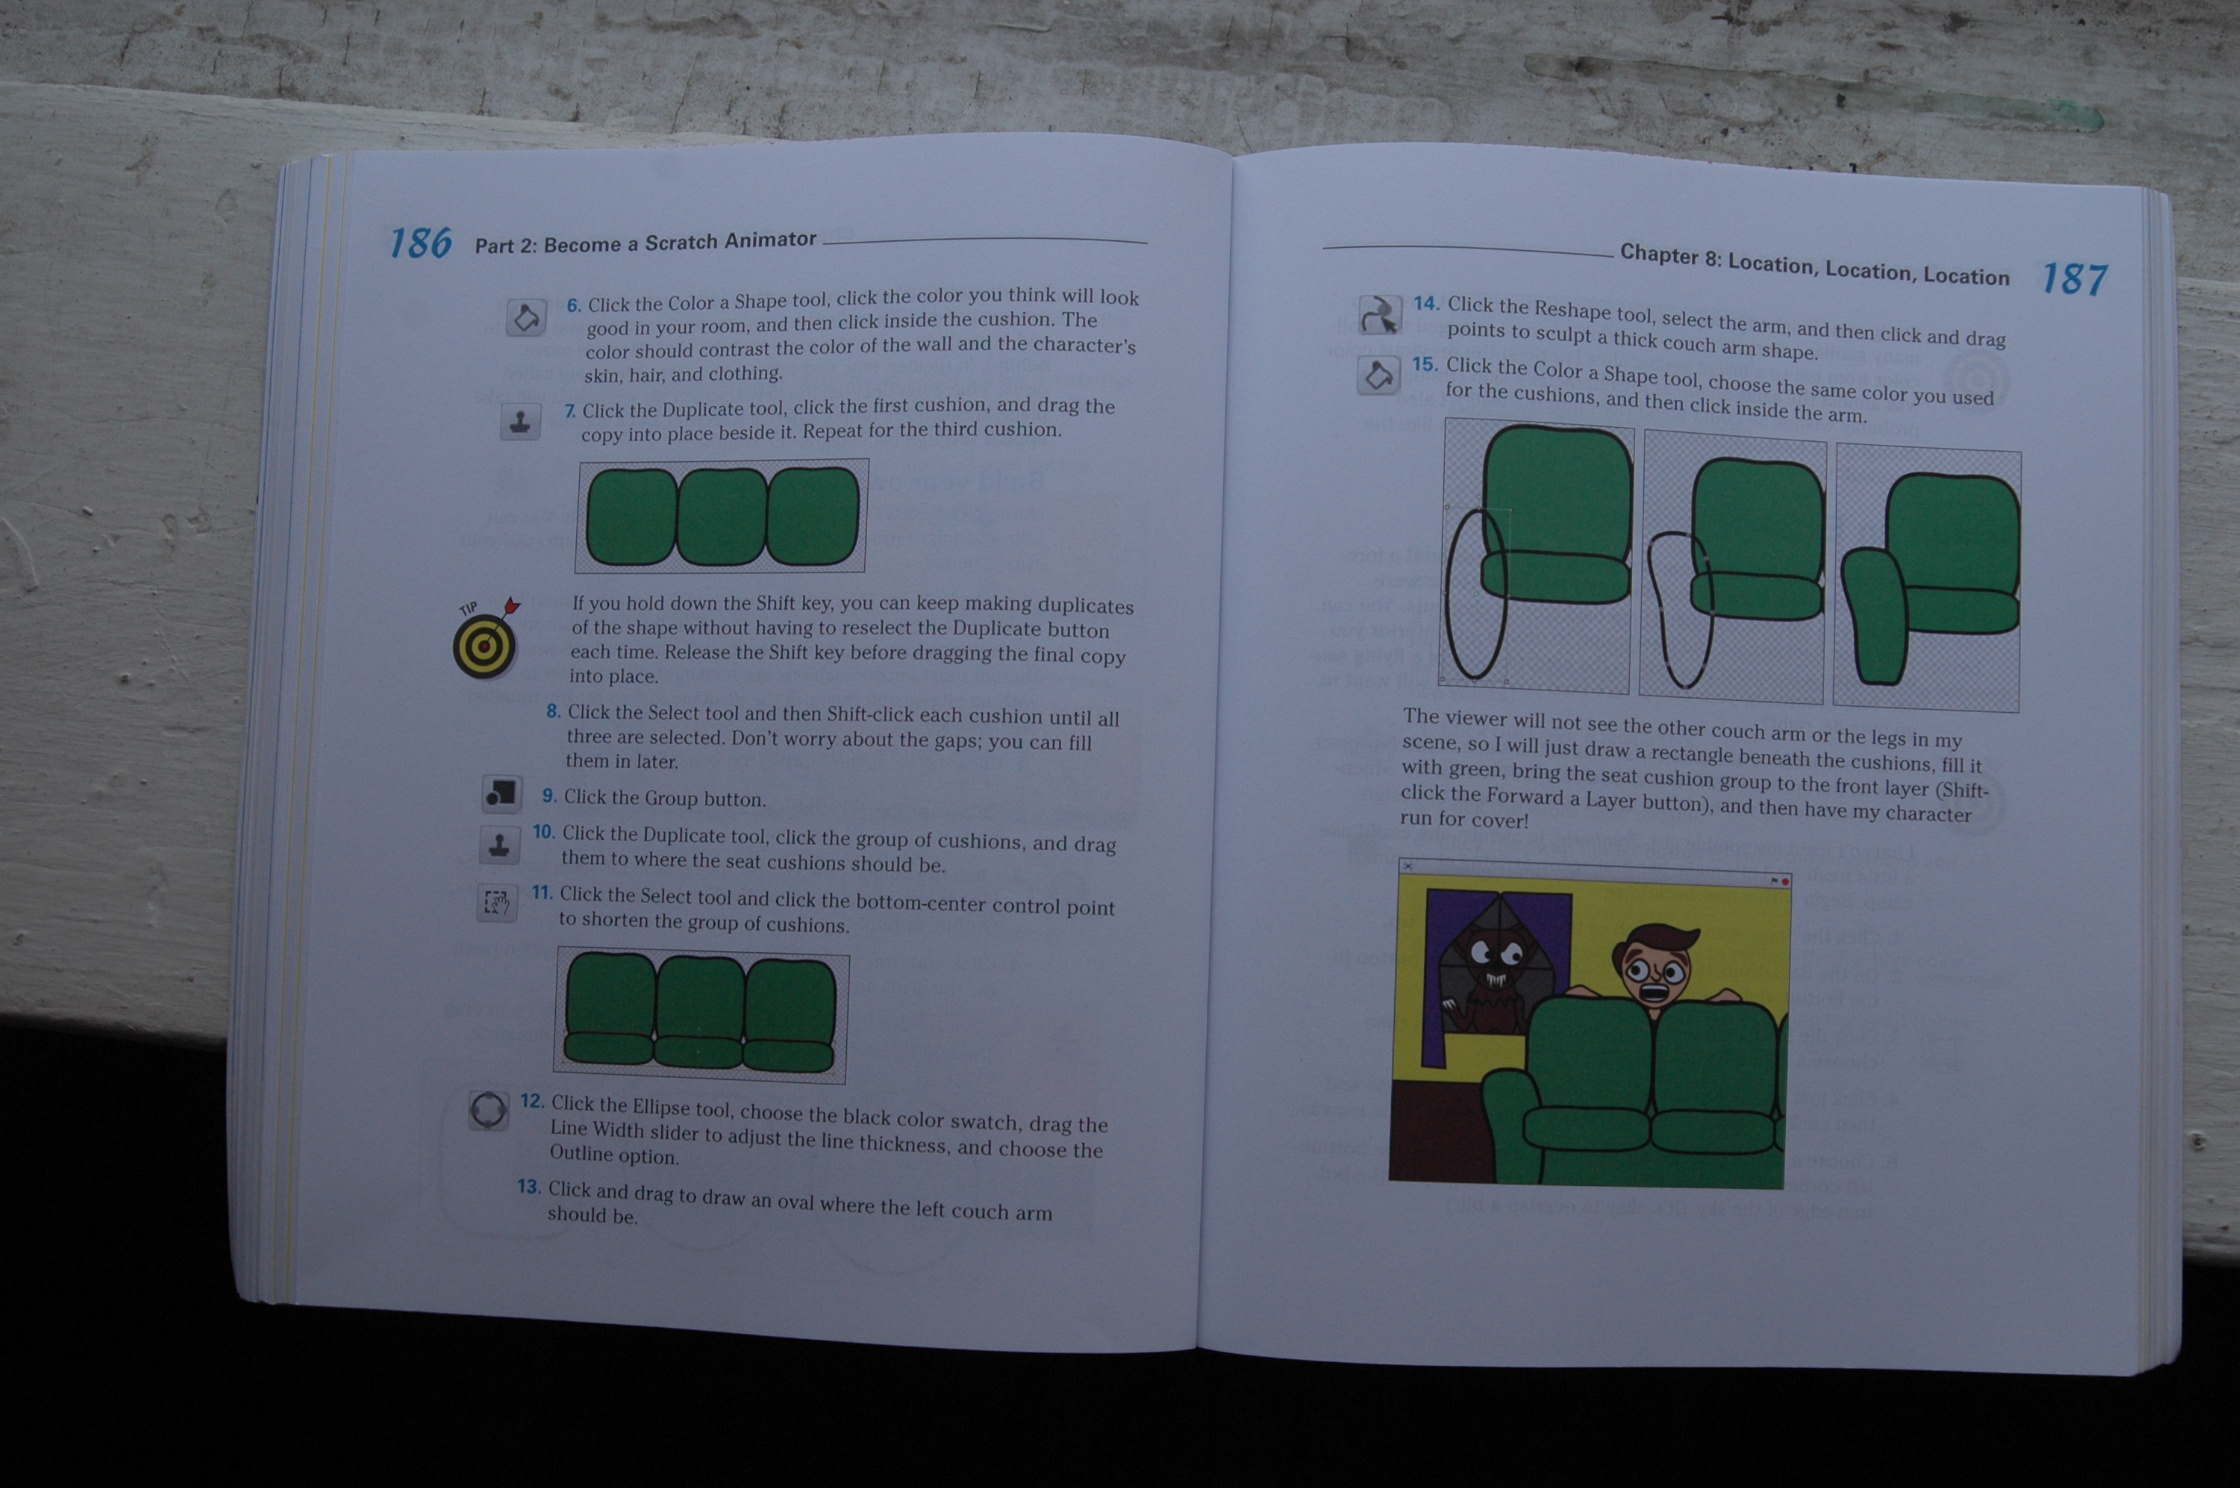 186 Part 2: Become a Scratch Animator
6. Click the Color a Shape tool, click the color you think will look
good in your room, and then click inside the cushion. The
color should contrast the color of the wall and the character's
skin, hair, and clothing.
7. Click the Duplicate tool, click the first cushion, and drag the
copy into place beside it. Repeat for the third cushion.
TIP
If you hold down the Shift key, you can keep making duplicates
of the shape without having to reselect the Duplicate button
each time. Release the Shift key before dragging the final copy
into place.
8. Click the Select tool and then Shift-click each cushion until all
three are selected. Don't worry about the gaps; you can fill
them in later.
9. Click the Group button.
10. Click the Duplicate tool, click the group of cushions, and drag
them to where the seat cushions should be.
11. Click the Select tool and click the bottom-center control point
to shorten the group of cushions.
12. Click the Ellipse tool, choose the black color swatch, drag the
Line Width slider to adjust the line thickness, and choose the
Outline option.
13. Click and drag to draw an oval where the left couch arm
should be.
Chapter 8: Location, Location, Location 187
14. Click the Reshape tool, select the arm, and then click and drag
points to sculpt a thick couch arm shape.
15. Click the Color a Shape tool, choose the same color you used
for the cushions, and then click inside the arm.
The viewer will not see the other couch arm or the legs in my
scene, so I will just draw a rectangle beneath the cushions, fill it
with green, bring the seat cushion group to the front layer (Shift-
click the Forward a Layer button), and then have my character
run for cover!